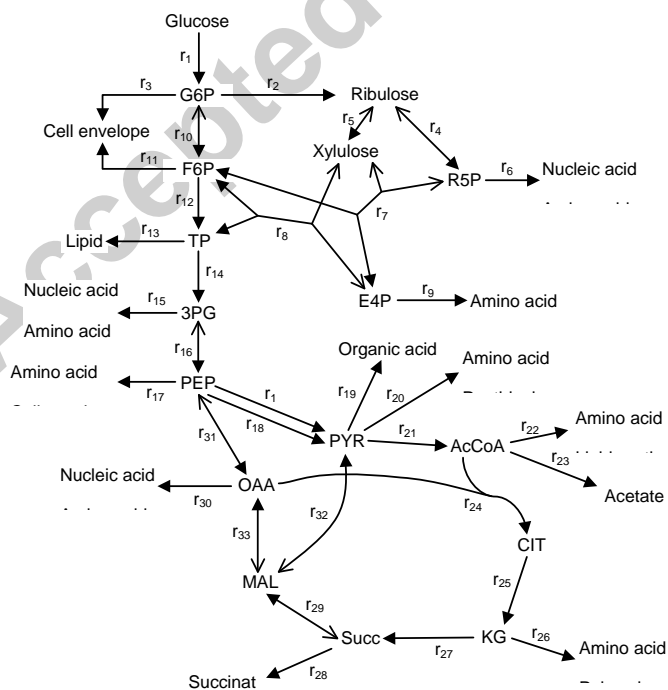 Accepted
Glucose
r1
r3 G6P r2 Ribulose
Cell envelope r10 r5 r4
Xylulose
r11 F6P R5P r6 Nucleic acid
r12 r7
Lipid r13 TP r8
r14
Nucleic acid r15 3PG E4P r9 Amino acid
Amino acid
r16 Organic acid
Amino acid r17 PEP r1 r19 r20 Amino acid
r18 PYR r21 AcCoA r22 Amino acid
r31 r23
Nucleic acid r30 OAA r24 Acetate
r33 r32 CIT
MAL r25
r29
Succ r27 KG r26 Amino acid
r28
Succinat